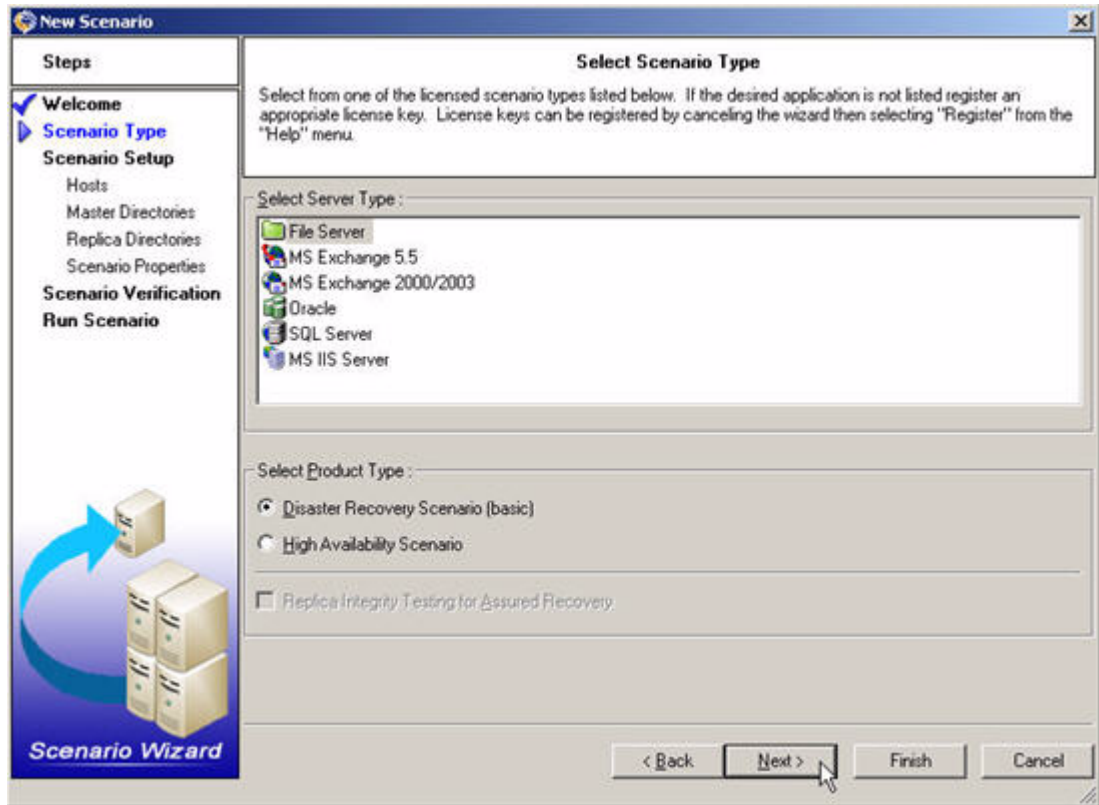 New Scenario
Steps
Welcome
Scenario Type
Scenario Setup
Hosts
Master Directories
Replica Directories
Scenario Properties
Scenario Verification
Run Scenario
Scenario Wizard
Select Scenario Type
Select from one of the licensed scenario types listed below. If the desired application is not listed register an
appropriate license key. License keys can be registered by canceling the wizard then selecting "Register" from the
"Help" menu.
Select Server Type :
File Server
MS Exchange 5.5
MS Exchange 2000/2003
Oracle
SQL Server
MS IIS Server
Select Product Type :
Disaster Recovery Scenario (basic)
High Availability Scenario
Replica Integrity Testing for Assured Recovery
< Back
Next >
Finish
Cancel